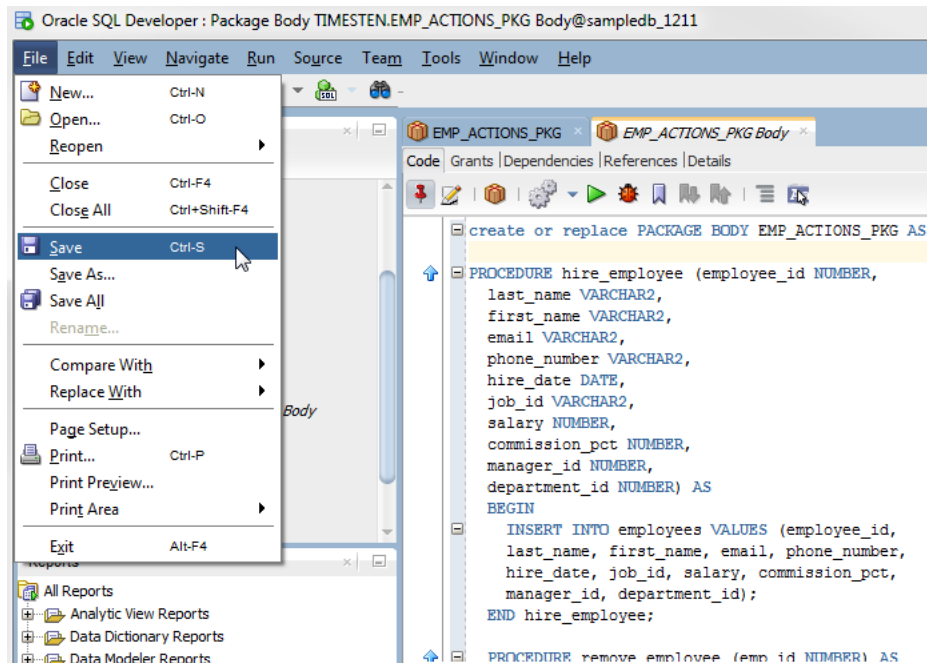 Oracle SQL Developer : Package Body TIMESTEN.EMP_ACTIONS_PKG Body@sampledb_1211
File Edit View Navigate Run Source Team Tools Window Help
New... Ctrl-N
Open... Ctrl-O
Reopen
Close Ctrl-F4
Close All Ctrl+Shift-F4
Save Ctrl-S
Save As...
Save All
Rename...
Compare With
Replace With
Page Setup...
Print... Ctrl-P
Print Preview...
Print Area
Exit Alt-F4
Body
Reports
All Reports
Analytic View Reports
Data Dictionary Reports
Data Modeler Reports
EMP_ACTIONS_PKG EMP_ACTIONS_PKG Body
Code Grants Dependencies References Details
create or replace PACKAGE BODY EMP_ACTIONS_PKG AS
PROCEDURE hire_employee (employee_id NUMBER,
last_name VARCHAR2,
first_name VARCHAR2,
email VARCHAR2,
phone_number VARCHAR2,
hire_date DATE,
job_id VARCHAR2,
salary NUMBER,
commission_pct NUMBER,
manager_id NUMBER,
department_id NUMBER) AS
BEGIN
INSERT INTO employees VALUES (employee_id,
last_name, first_name, email, phone_number,
hire_date, job_id, salary, commission_pct,
manager_id, department_id);
END hire_employee;
PROCEDURE remove_employee (emp_id NUMBER) AS